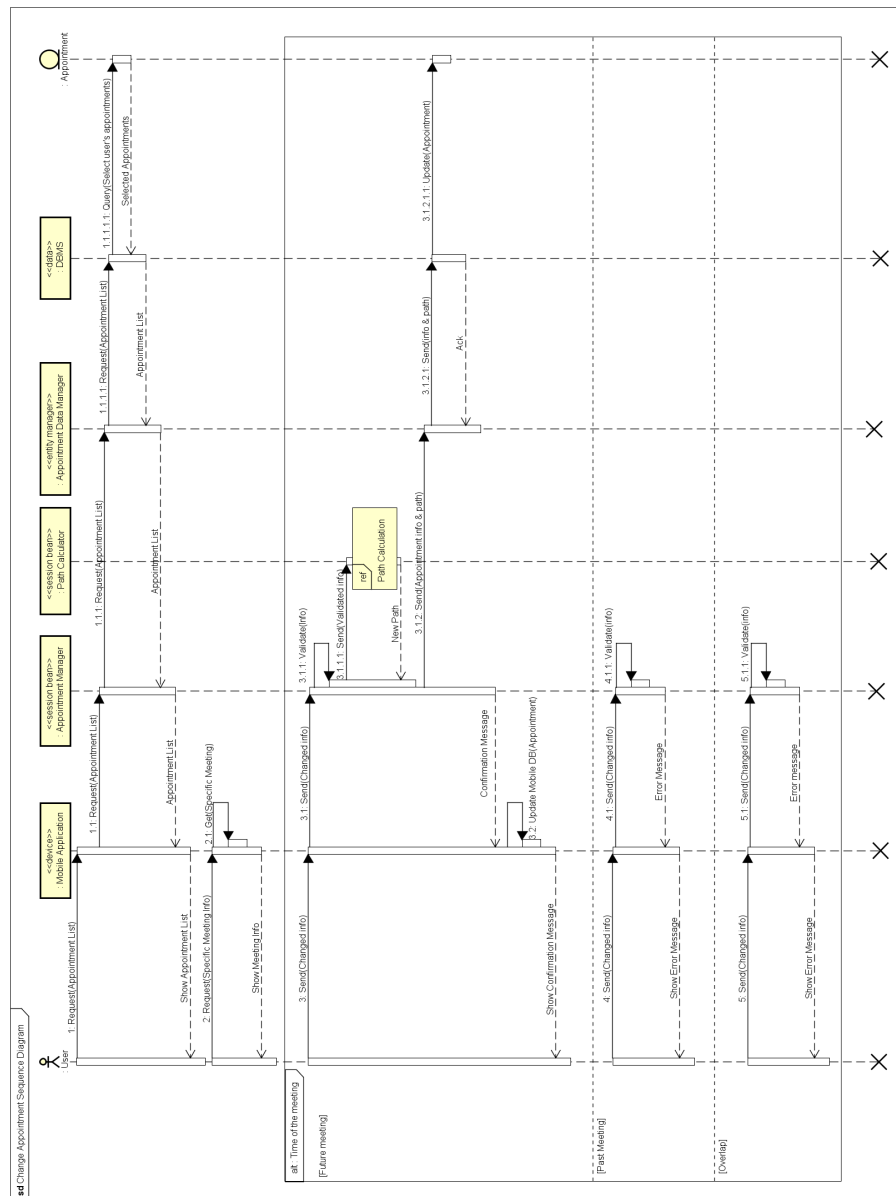 sd Change Appointment Sequence Diagram
: User
<<device>>
: Mobile Application
<<session bean>>
: Appointment Manager
<<session bean>>
: Path Calculator
<<entity manager>>
: Appointment Data Manager
<<data>>
: DBMS
: Appointment
1: Request(Appointment List)
1.1: Request(Appointment List)
1.1.1: Request(Appointment List)
1.1.1.1: Request(Appointment List)
1.1.1.1.1: Query(Select user's appointments)
Selected Appointments
Appointment List
Appointment List
Appointment List
Show Appointment List
2: Request(Specific Meeting Info)
2.1: Get(Specific Meeting)
Show Meeting Info
alt : Time of the meeting
[Future meeting]
3: Send(Changed info)
3.1: Send(Changed info)
3.1.1: Validate(Info)
3.1.1.1: Send(Validated info)
ref
Path Calculation
New Path
3.1.2: Send(Appointment info & path)
3.1.2.1: Send(info & path)
3.1.2.1.1: Update(Appointment)
Ack
Confirmation Message
3.2: Update Mobile DB(Appointment)
Show Confirmation Message
[Past Meeting]
4: Send(Changed info)
4.1: Send(Changed info)
4.1.1: Validate(info)
Error Message
Show Error Message
[Overlap]
5: Send(Changed info)
5.1: Send(Changed info)
5.1.1: Validate(info)
Error message
Show Error Message